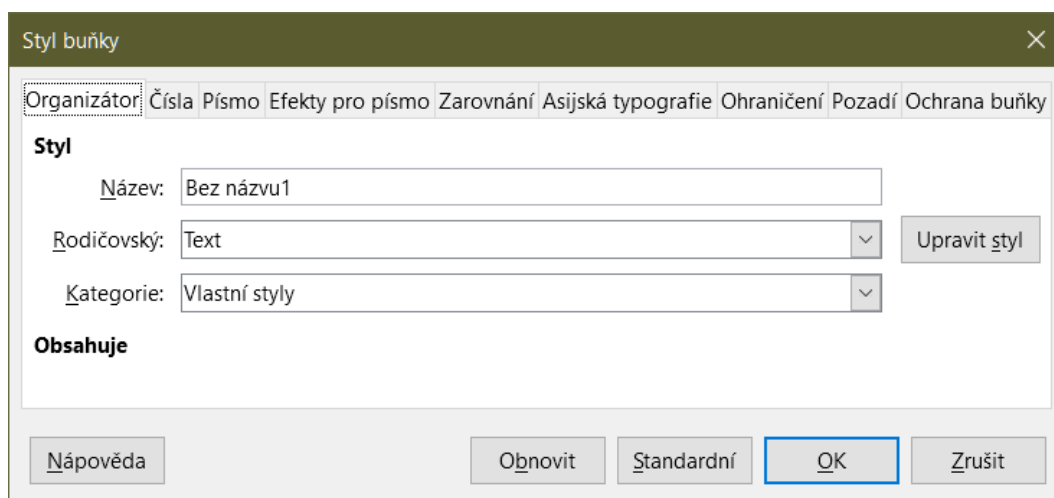 Styl buňky
Organizátor Čísla Písmo Efekty pro písmo Zarovnání Asijská typografie Ohraničení Pozadí Ochrana buňky
Styl
Název: Bez názvu1
Rodičovský: Text Upravit styl
Kategorie: Vlastní styly
Obsahuje
Nápověda Obnovit Standardní OK Zrušit